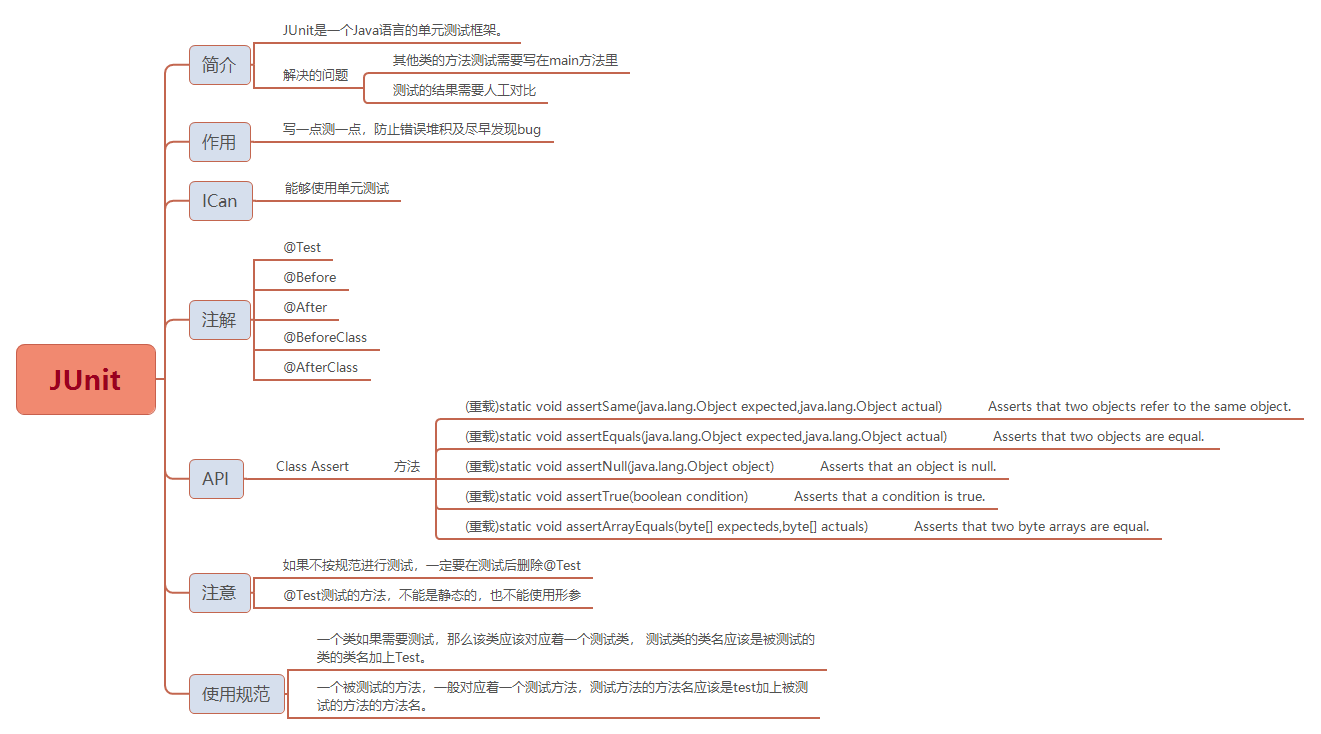 JUnit
简介
JUnit是一个Java语言的单元测试框架。
解决的问题
其他类的方法测试需要写在main方法里
测试的结果需要人工对比
作用
写一点测一点，防止错误堆积及尽早发现bug
ICan
能够使用单元测试
注解
@Test
@Before
@After
@BeforeClass
@AfterClass
API
Class Assert
方法
(重载)static void assertSame(java.lang.Object expected,java.lang.Object actual) Asserts that two objects refer to the same object.
(重载)static void assertEquals(java.lang.Object expected,java.lang.Object actual) Asserts that two objects are equal.
(重载)static void assertNull(java.lang.Object object) Asserts that an object is null.
(重载)static void assertTrue(boolean condition) Asserts that a condition is true.
(重载)static void assertArrayEquals(byte[] expecteds,byte[] actuals) Asserts that two byte arrays are equal.
注意
如果不按规范进行测试，一定要在测试后删除@Test
@Test测试的方法，不能是静态的，也不能使用形参
使用规范
一个类如果需要测试，那么该类应该对应着一个测试类， 测试类的类名应该是被测试的
类的类名加上Test。
一个被测试的方法，一般对应着一个测试方法，测试方法的方法名应该是test加上被测
试的方法的方法名。